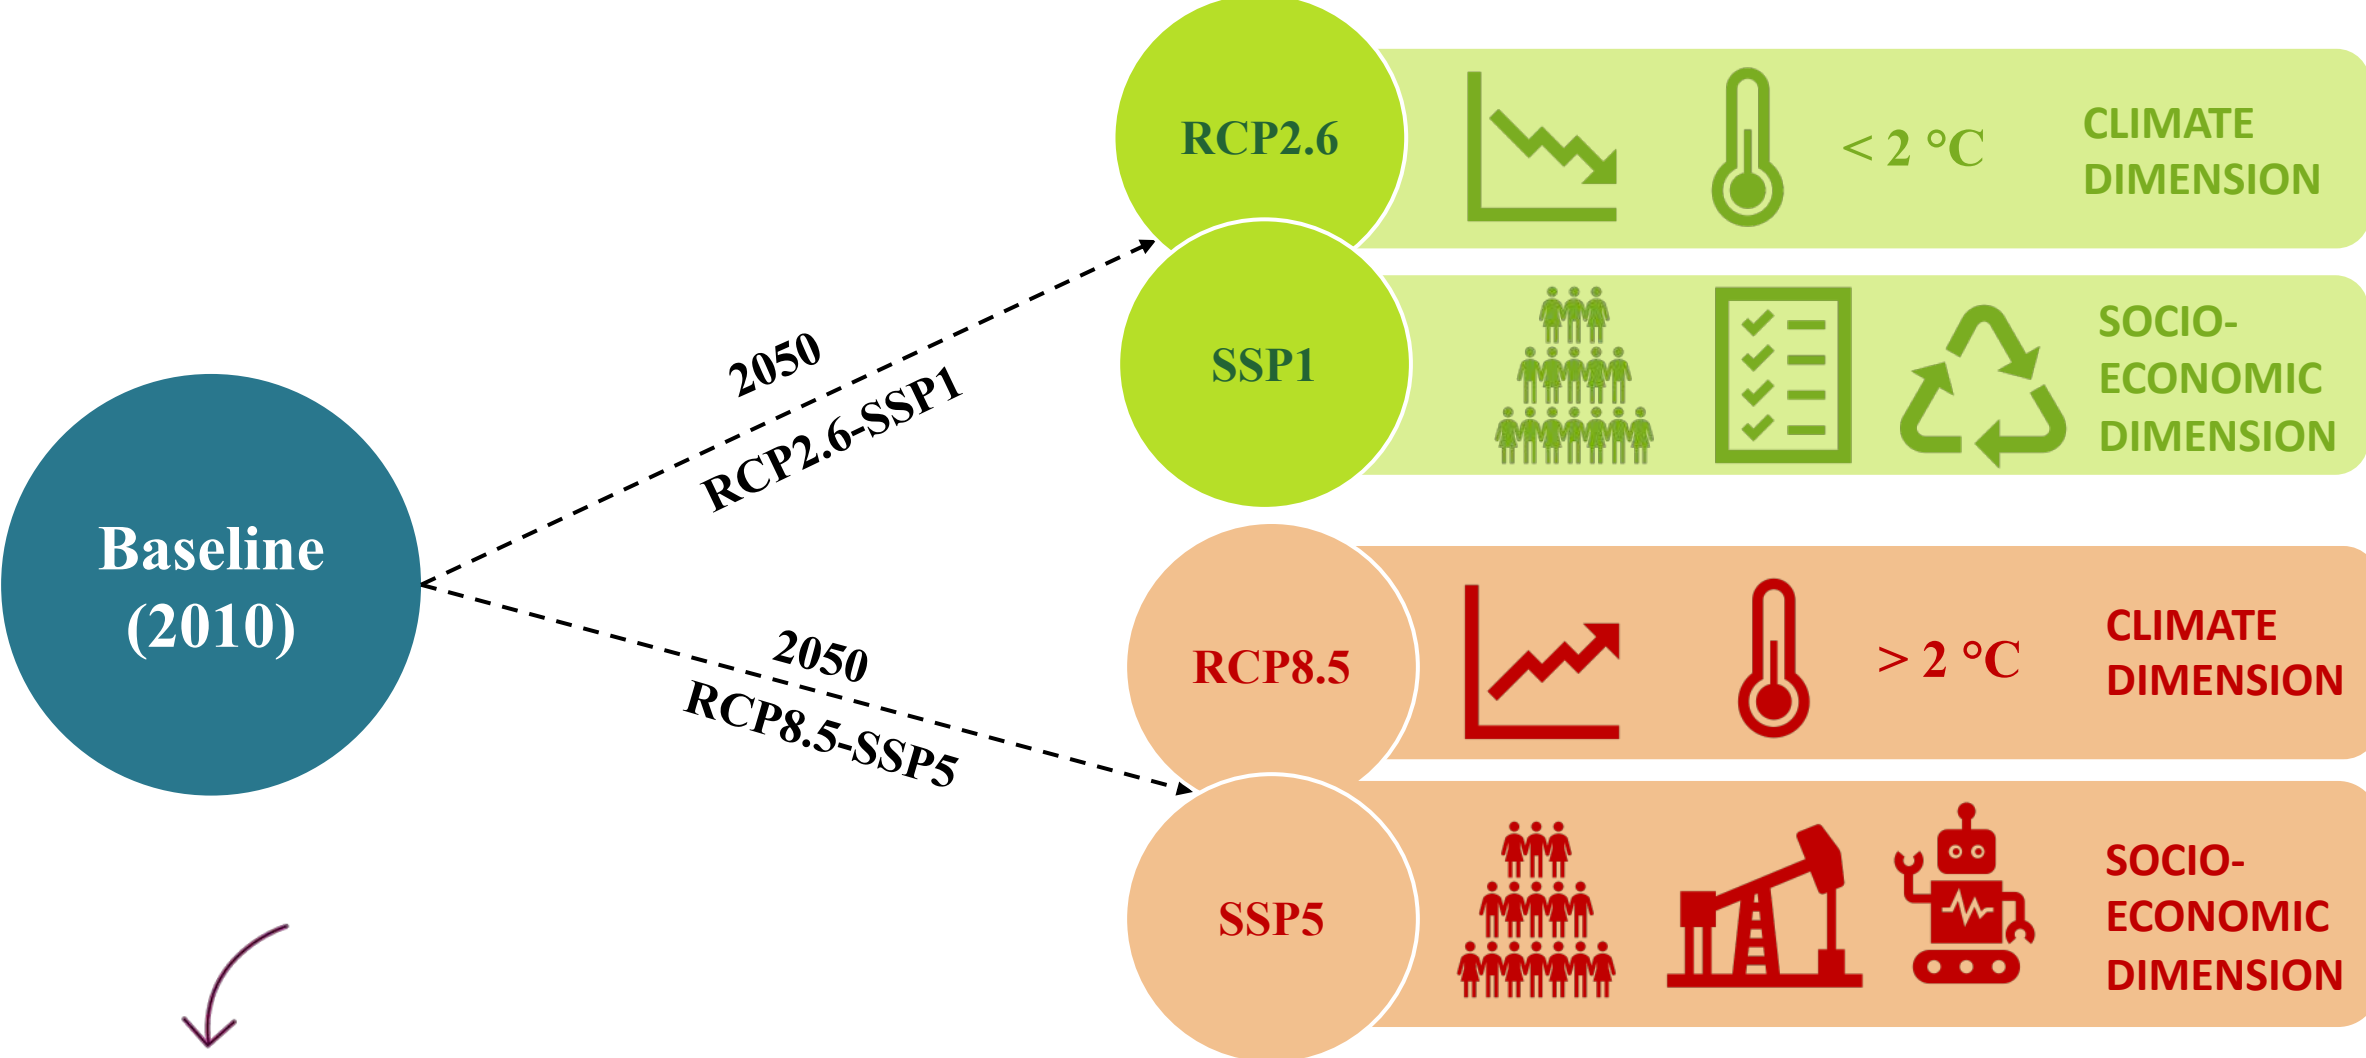 Baseline
(2010)
2050
RCP2.6-SSP1
2050
RCP8.5-SSP5
RCP2.6
< 2 °C
CLIMATE
DIMENSION
SSP1
SOCIO-
ECONOMIC
DIMENSION
RCP8.5
> 2 °C
CLIMATE
DIMENSION
SSP5
SOCIO-
ECONOMIC
DIMENSION